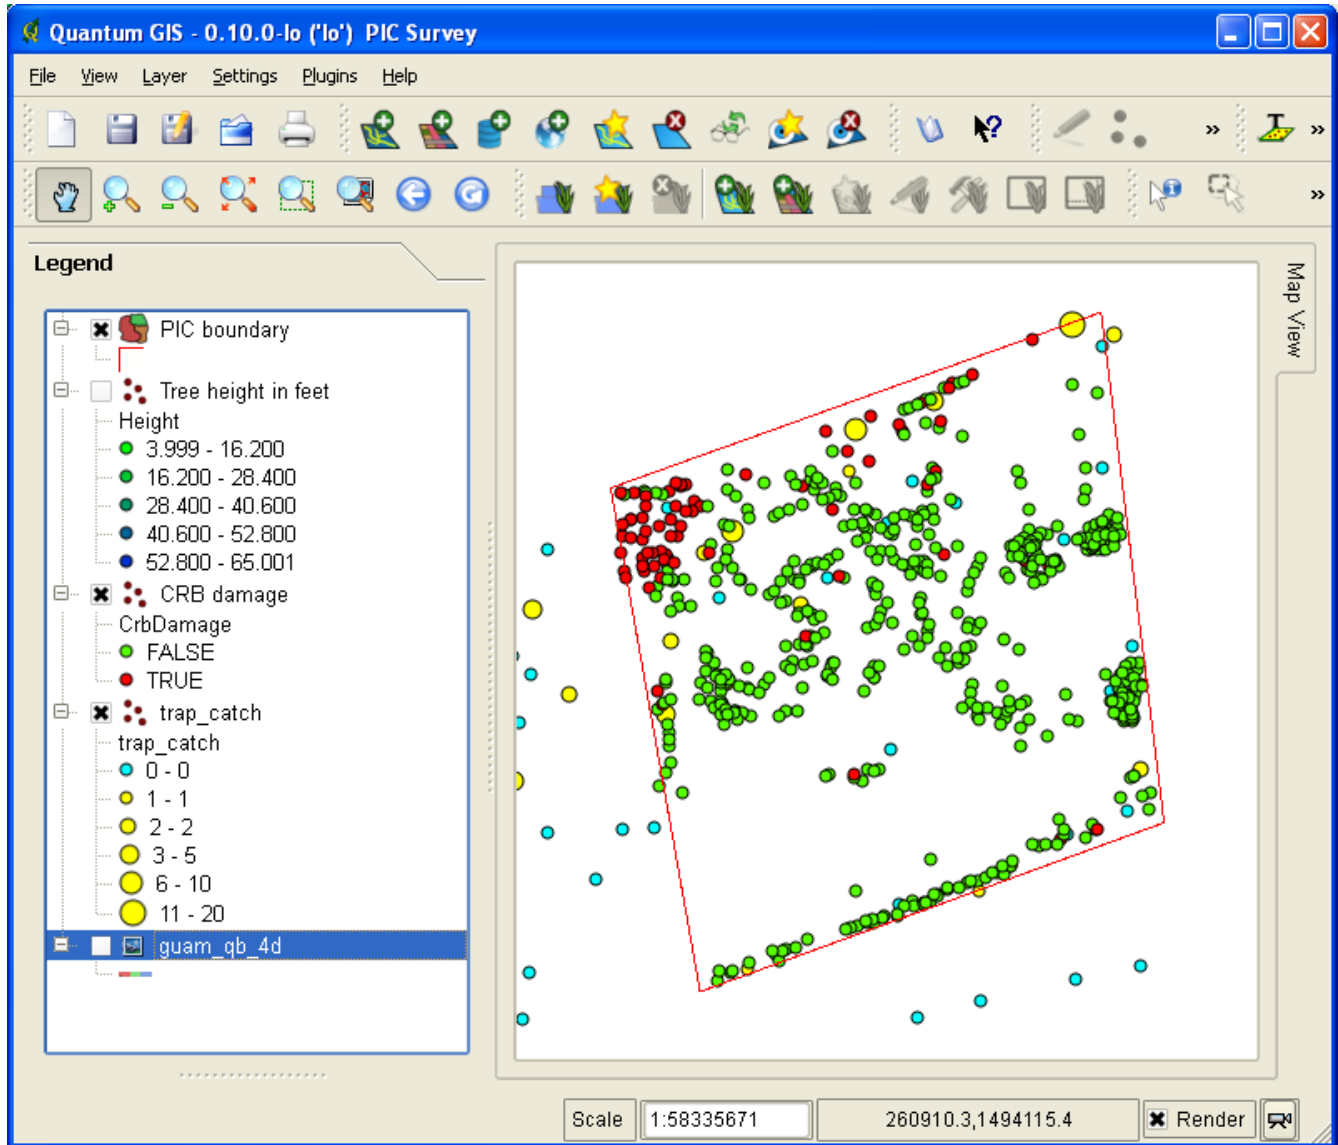 Quantum GIS - 0.10.0-Io ('Io') PIC Survey
File View Layer Settings Plugins Help
Legend
PIC boundary
Tree height in feet
Height
3.999 - 16.200
16.200 - 28.400
28.400 - 40.600
40.600 - 52.800
52.800 - 65.001
CRB damage
CrbDamage
FALSE
TRUE
trap_catch
trap_catch
0 - 0
1 - 1
2 - 2
3 - 5
6 - 10
11 - 20
guam_qb_4d
Map View
Scale 1:58335671 260910.3,1494115.4 Render